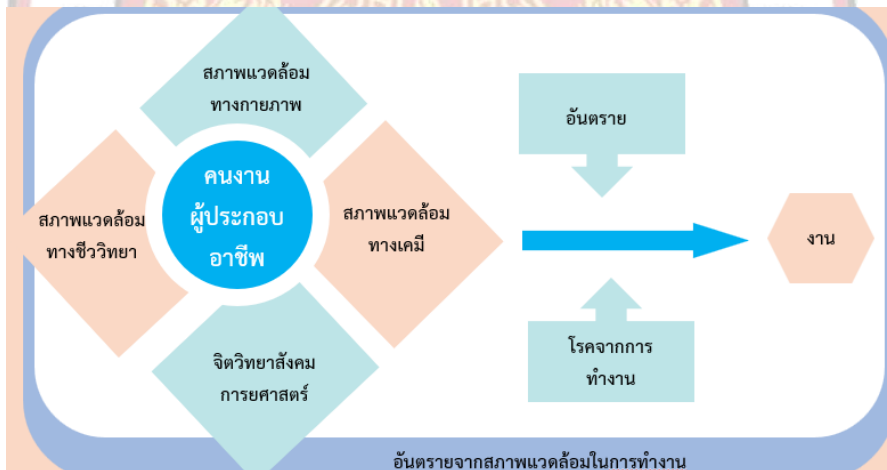 สภาพแวดล้อม
ทางกายภาพ
คนงาน
ผู้ประกอบ
อาชีพ
สภาพแวดล้อม
ทางชีววิทยา
สภาพแวดล้อม
ทางเคมี
จิตวิทยาสังคม
การยศาสตร์
อันตราย
งาน
โรคจากการ
ทำงาน
อันตรายจากสภาพแวดล้อมในการทำงาน